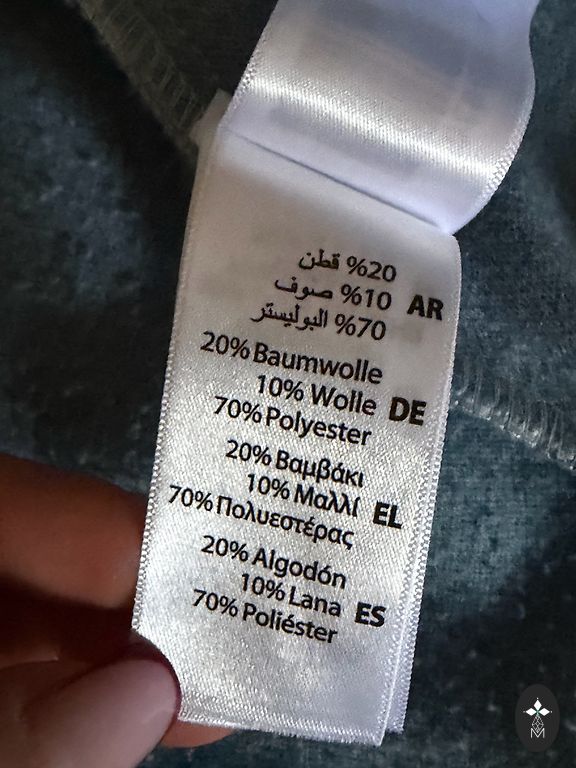 %20 قطن
%10 صوف
%70 البوليستر
AR
20% Baumwolle
10% Wolle
70% Polyester
DE
20% Βαμβάκι
10% Μαλλί
70% Πολυεστέρας
EL
20% Algodón
10% Lana
70% Poliéster
ES
M